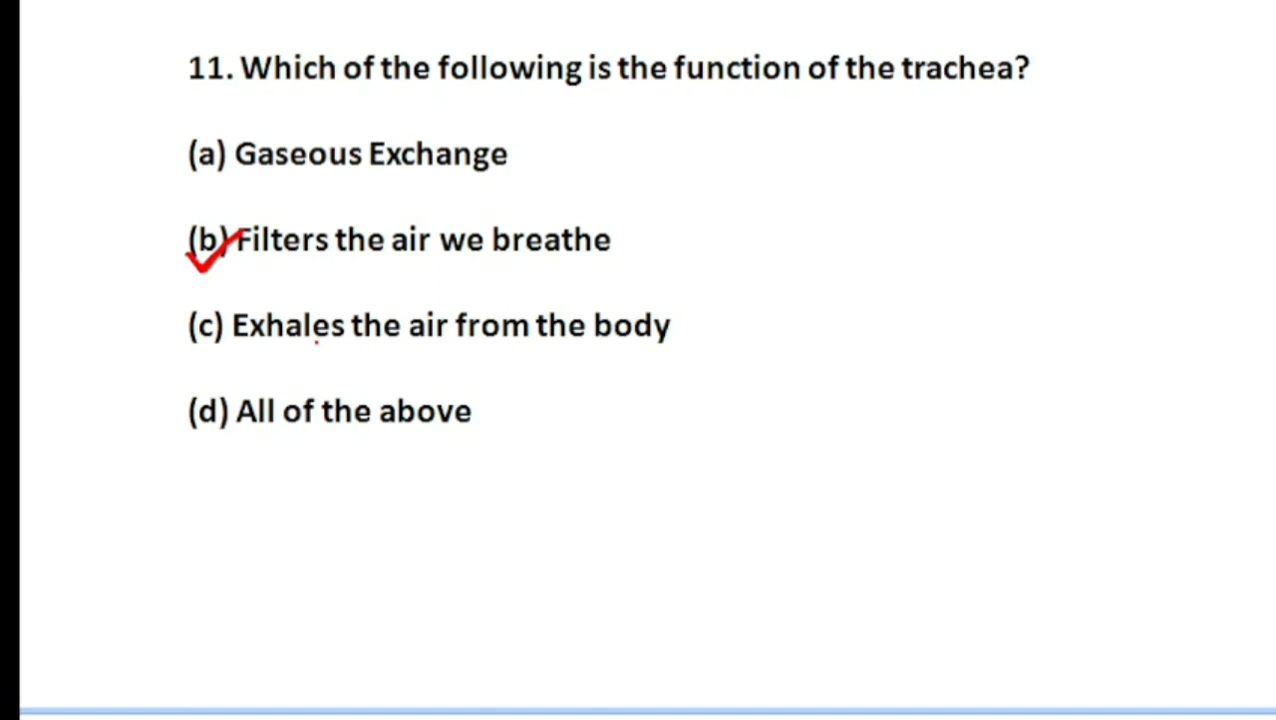 11. Which of the following is the function of the trachea?
(a) Gaseous Exchange
(b) Filters the air we breathe
(c) Exhales the air from the body
(d) All of the above